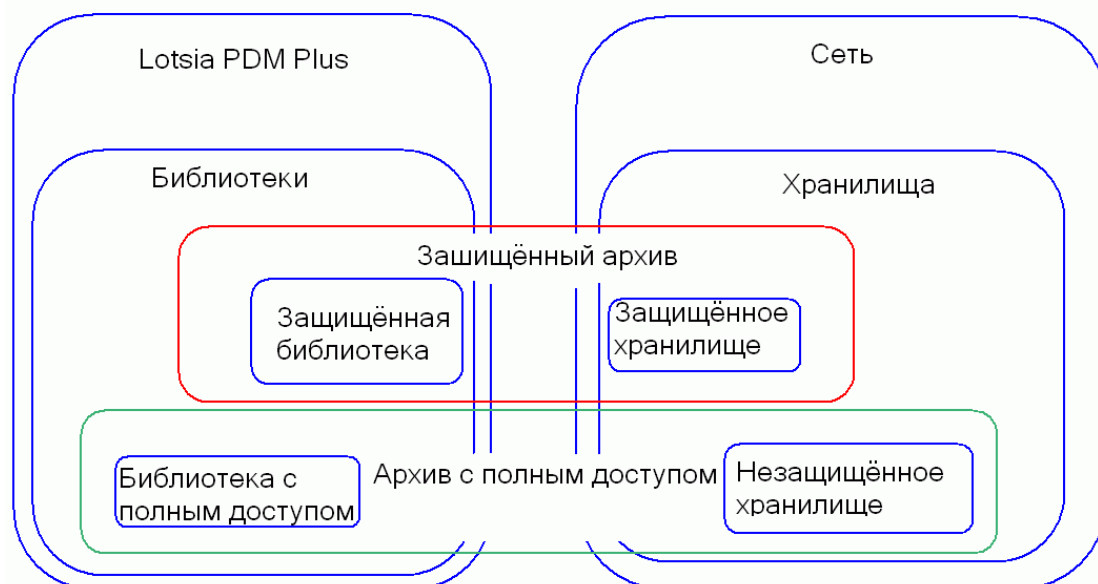 Lotsia PDM Plus
Сеть
Библиотеки
Хранилища
Зашищённый архив
Защищённая
библиотека
Защищённое
хранилище
Библиотека с
полным доступом
Архив с полным доступом
Незащищённое
хранилище